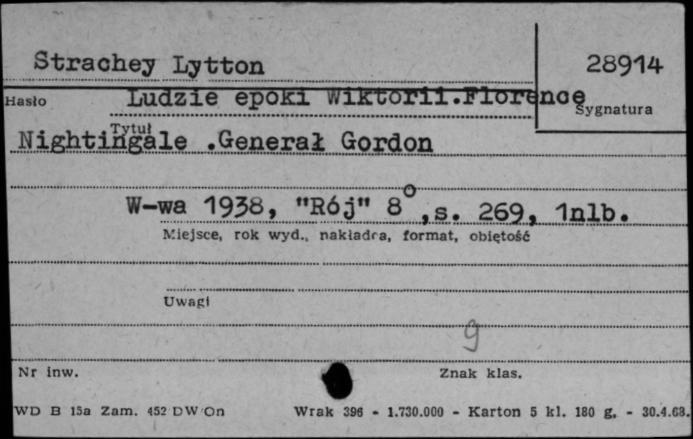 Strachey Lytton
28914
Hasło
Ludzie epoki Wiktorii.Florence
Sygnatura
Tytuł
Nightingale .Generał Gordon
W-wa 1938, "Rój" 8°,s. 269, 1nlb.
Miejsce, rok wyd., nakładca, format, objętość
Uwagi
9
Nr inw.
Znak klas.
WD B 15a Zam. 452 DW On
Wrak 396 - 1.730.000 - Karton 5 kl. 180 g. - 30.4.68.